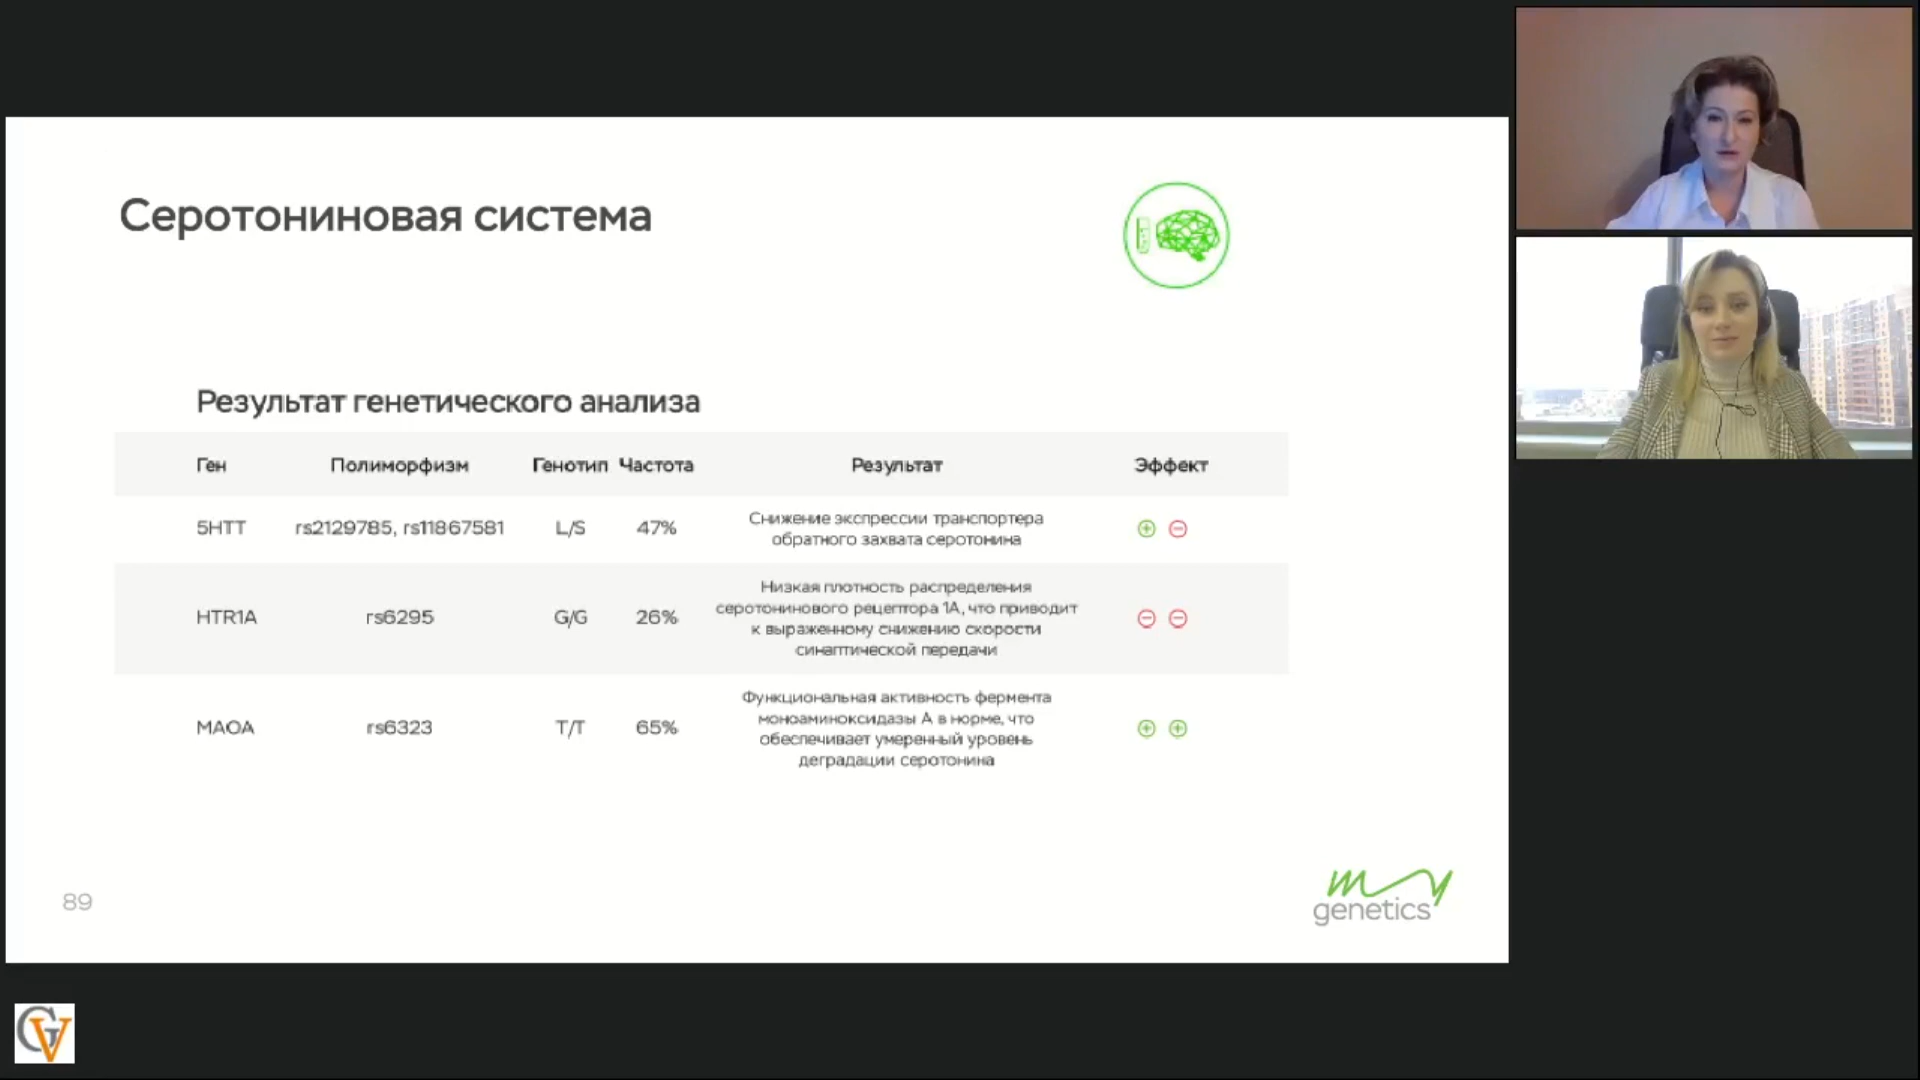 Серотониновая система
Результат генетического анализа
Ген Полиморфизм Генотип Частота Результат Эффект
5HTT rs2129785, rs11867581 L/S 47% Снижение экспрессии транспортера
обратного захвата серотонина
HTR1A rs6295 G/G 26% Низкая плотность распределения
серотонинового рецептора 1А, что приводит
к выраженному снижению скорости
синаптической передачи
MAOA rs6323 T/T 65% Функциональная активность фермента
моноаминоксидазы А в норме, что
обеспечивает умеренный уровень
деградации серотонина
89
my
genetics
GV